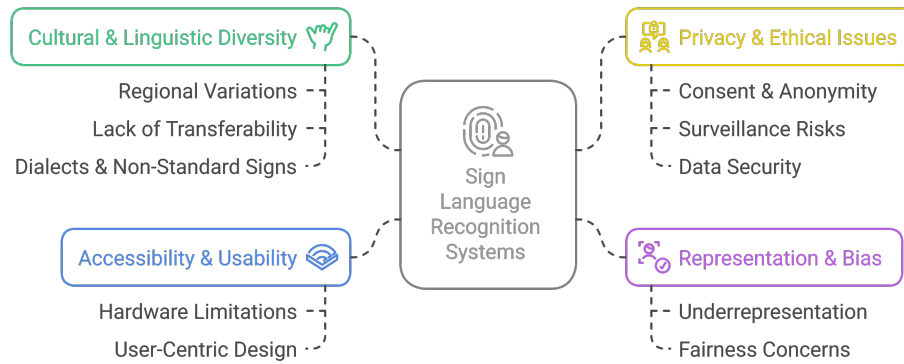 Cultural & Linguistic Diversity
Regional Variations
Lack of Transferability
Dialects & Non-Standard Signs
Accessibility & Usability
Hardware Limitations
User-Centric Design
Sign
Language
Recognition
Systems
Privacy & Ethical Issues
Consent & Anonymity
Surveillance Risks
Data Security
Representation & Bias
Underrepresentation
Fairness Concerns